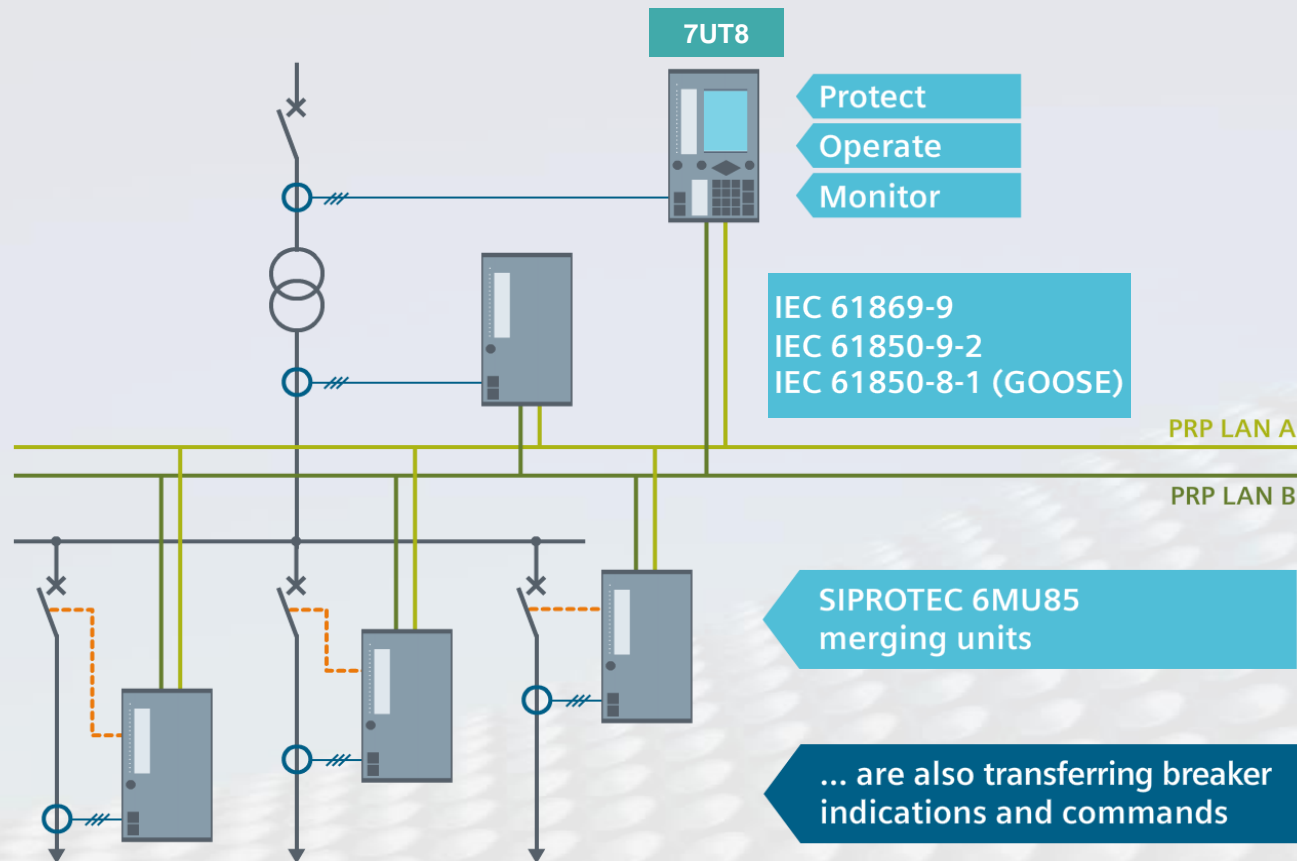 7UT8
Protect
Operate
Monitor
IEC 61869-9
IEC 61850-9-2
IEC 61850-8-1 (GOOSE)
PRP LAN A
PRP LAN B
SIPROTEC 6MU85
merging units
... are also transferring breaker
indications and commands